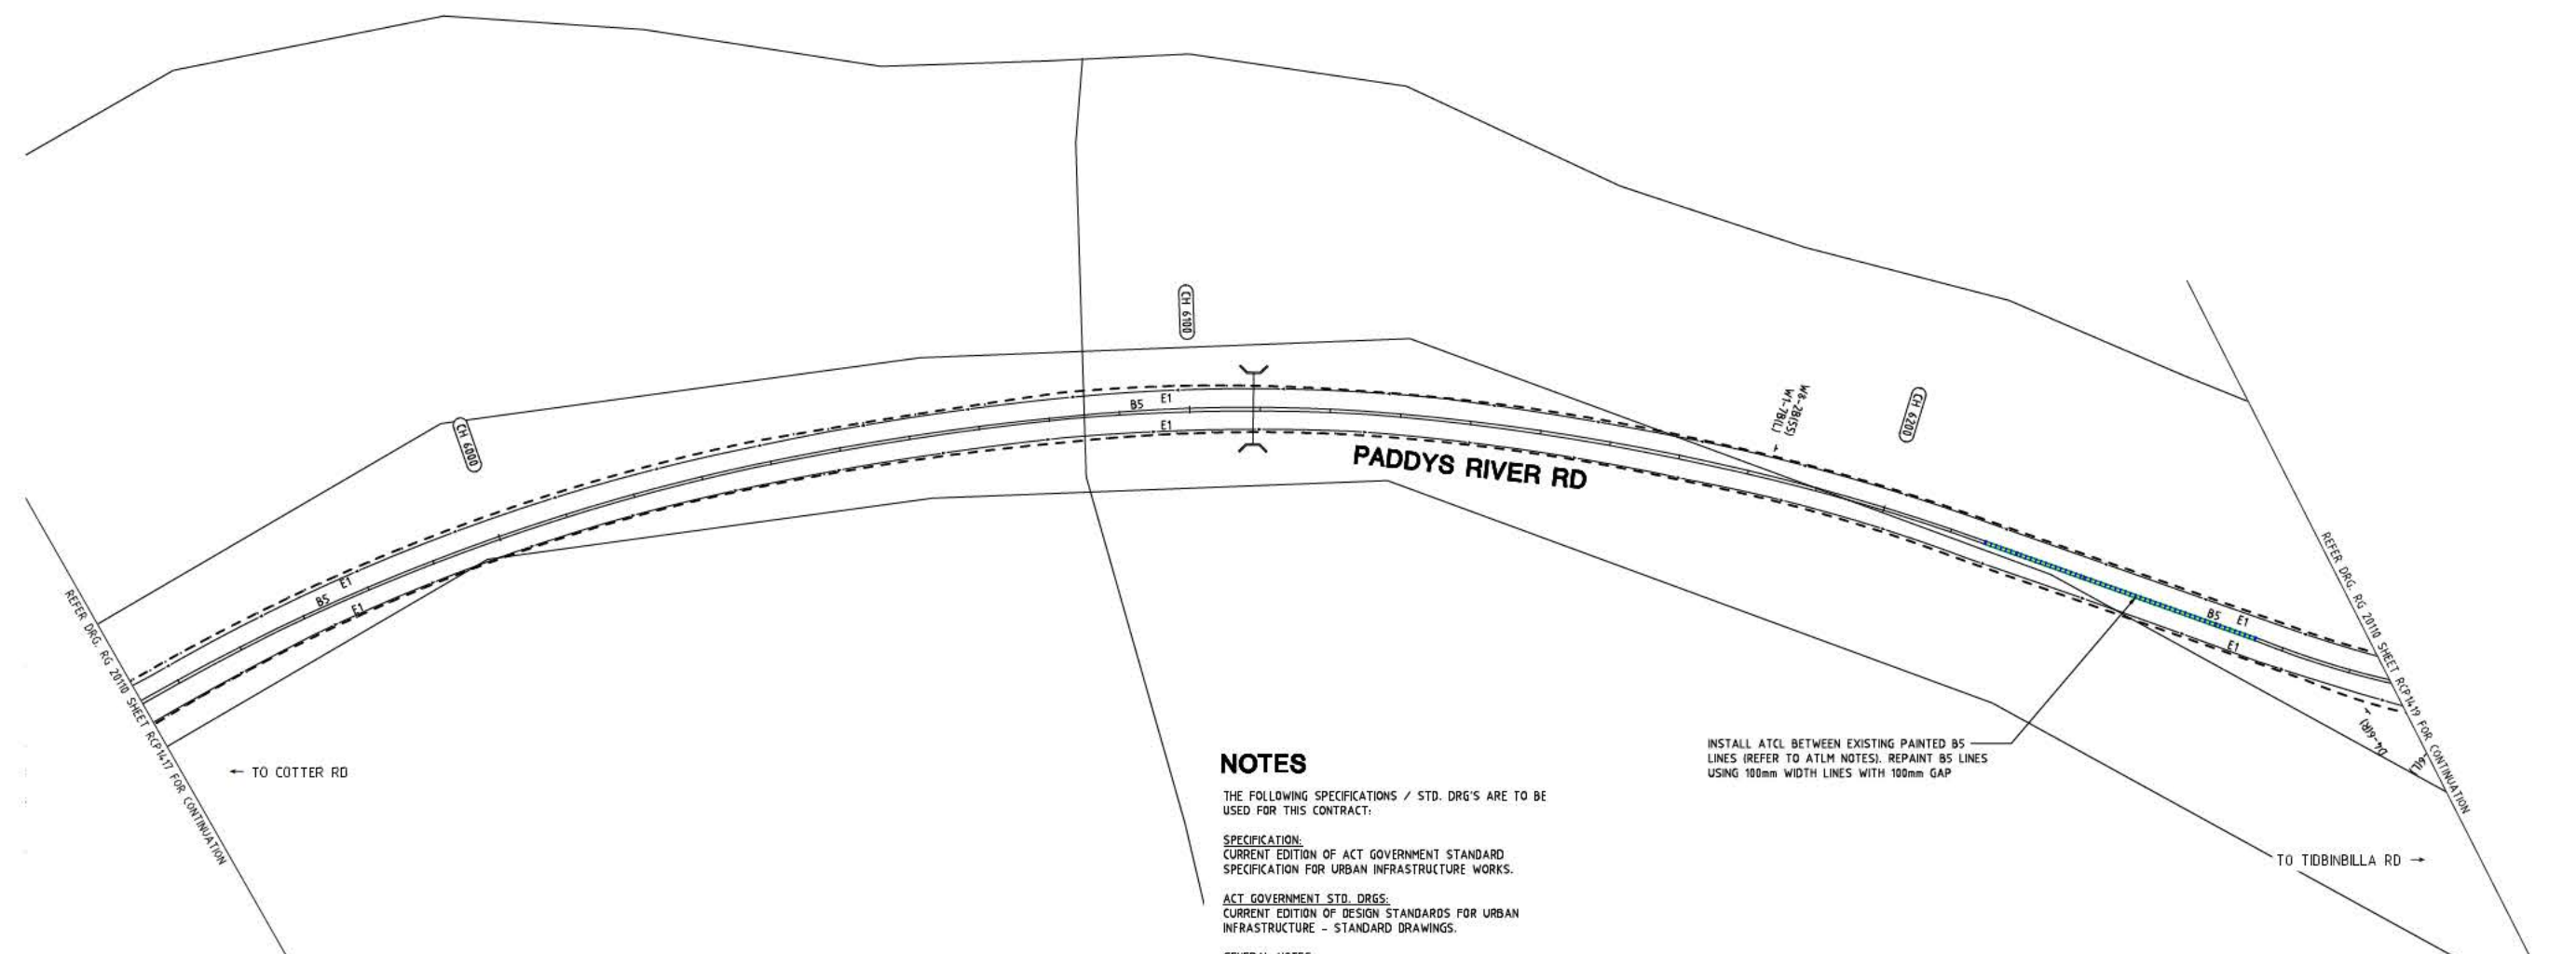 CH 6100
CH 6000
W8-2B(SS)
W1-7B(L)
CH 6200
B5 E1
E1
PADDYS RIVER RD
E1
B5
E1
B5 E1
E1
REFER DRG. RG 20110 SHEET RCP1417 FOR CONTINUATION
REFER DRG. RG 20110 SHEET RCP1419 FOR CONTINUATION
D4-6(R)
← TO COTTER RD
INSTALL ATCL BETWEEN EXISTING PAINTED B5
LINES (REFER TO ATLM NOTES). REPAINT B5 LINES
USING 100mm WIDTH LINES WITH 100mm GAP
NOTES
THE FOLLOWING SPECIFICATIONS / STD. DRG'S ARE TO BE
USED FOR THIS CONTRACT:
SPECIFICATION:
CURRENT EDITION OF ACT GOVERNMENT STANDARD
SPECIFICATION FOR URBAN INFRASTRUCTURE WORKS.
TO TIDBINBILLA RD →
ACT GOVERNMENT STD. DRGS:
CURRENT EDITION OF DESIGN STANDARDS FOR URBAN
INFRASTRUCTURE - STANDARD DRAWINGS.